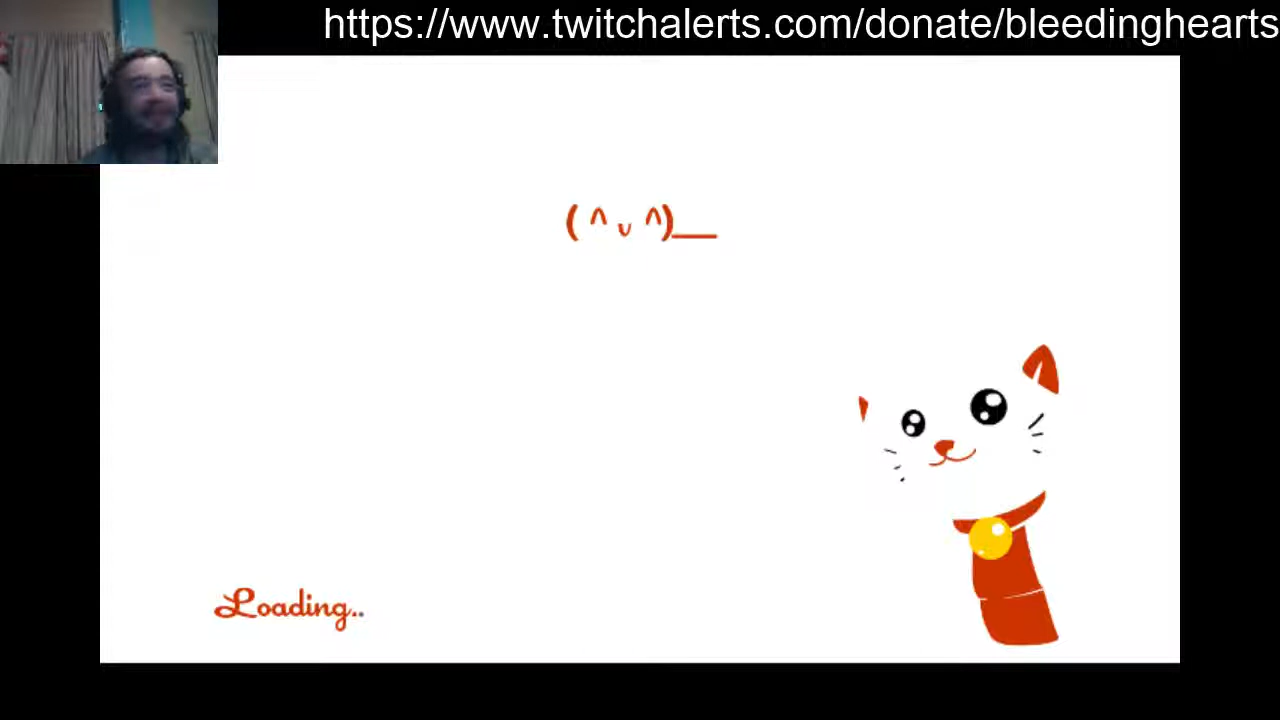 https://www.twitchalerts.com/donate/bleedinghearts
( ^ ᴗ ^)__
Loading..